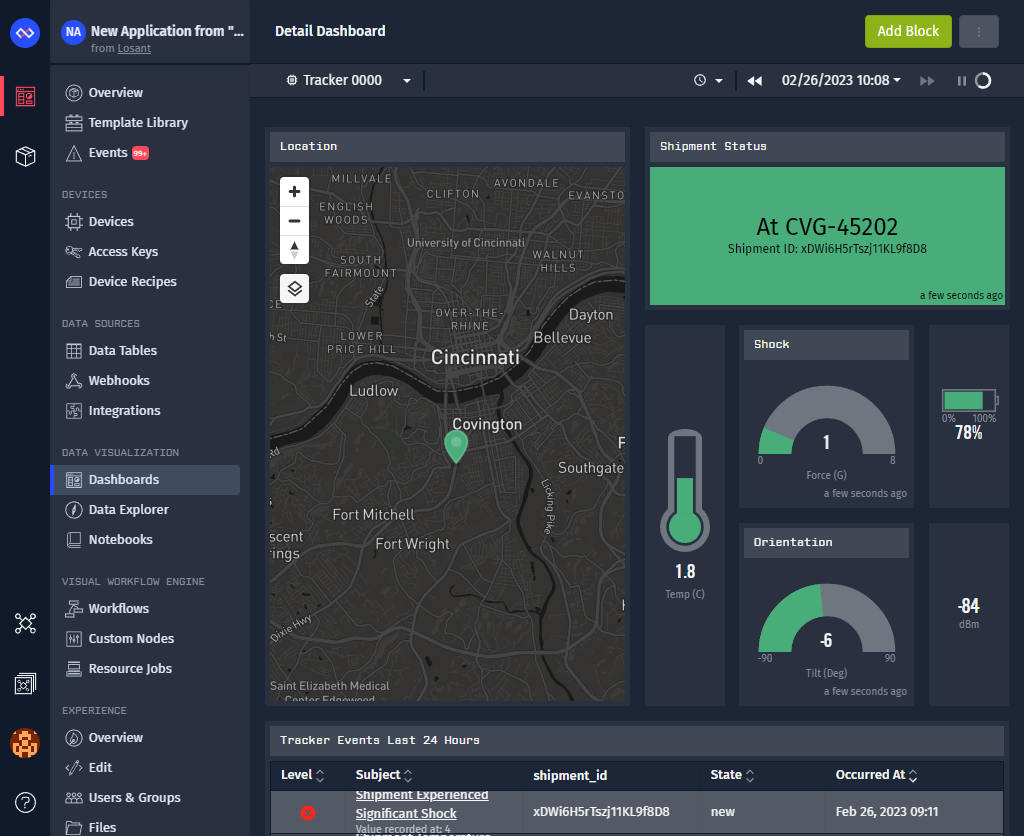 NA New Application from "...
from Losant
Overview
Template Library
Events 99+
DEVICES
Devices
Access Keys
Device Recipes
DATA SOURCES
Data Tables
Webhooks
Integrations
DATA VISUALIZATION
Dashboards
Data Explorer
Notebooks
VISUAL WORKFLOW ENGINE
Workflows
Custom Nodes
Resource Jobs
EXPERIENCE
Overview
Edit
Users & Groups
Files
Detail Dashboard
Add Block
Tracker 0000
02/26/2023 10:08
Location
MILLVALE
AVONDALE
CLIFTON
EVANSTO
ENGLISH
WOODS
University of Cincinnati
WALNUT
HILLS
SOUTH
FAIRMOUNT
State
OVER-THE-
RHINE
Dayton
h St
LOWER
PRICE HILL
Bellevue
Cincinnati
Ludlow
Covington
Rd
Southgate
Licking Pike
Fort Mitchell
scent
rings
Fort Wright
Dixie Hwy
Saint Elizabeth Medical
Center Edgewood
Shipment Status
At CVG-45202
Shipment ID: xDWi6H5rTszj11KL9f8D8
a few seconds ago
1.8
Temp (C)
Shock
1
0 8
Force (G)
a few seconds ago
0% 100%
78%
Orientation
-6
-90 90
Tilt (Deg)
a few seconds ago
-84
dBm
Tracker Events Last 24 Hours
Level Subject shipment_id State Occurred At
Shipment Experienced
Significant Shock xDWi6H5rTszj11KL9f8D8 new Feb 26, 2023 09:11
Value recorded at: 4
Shipment Temperature